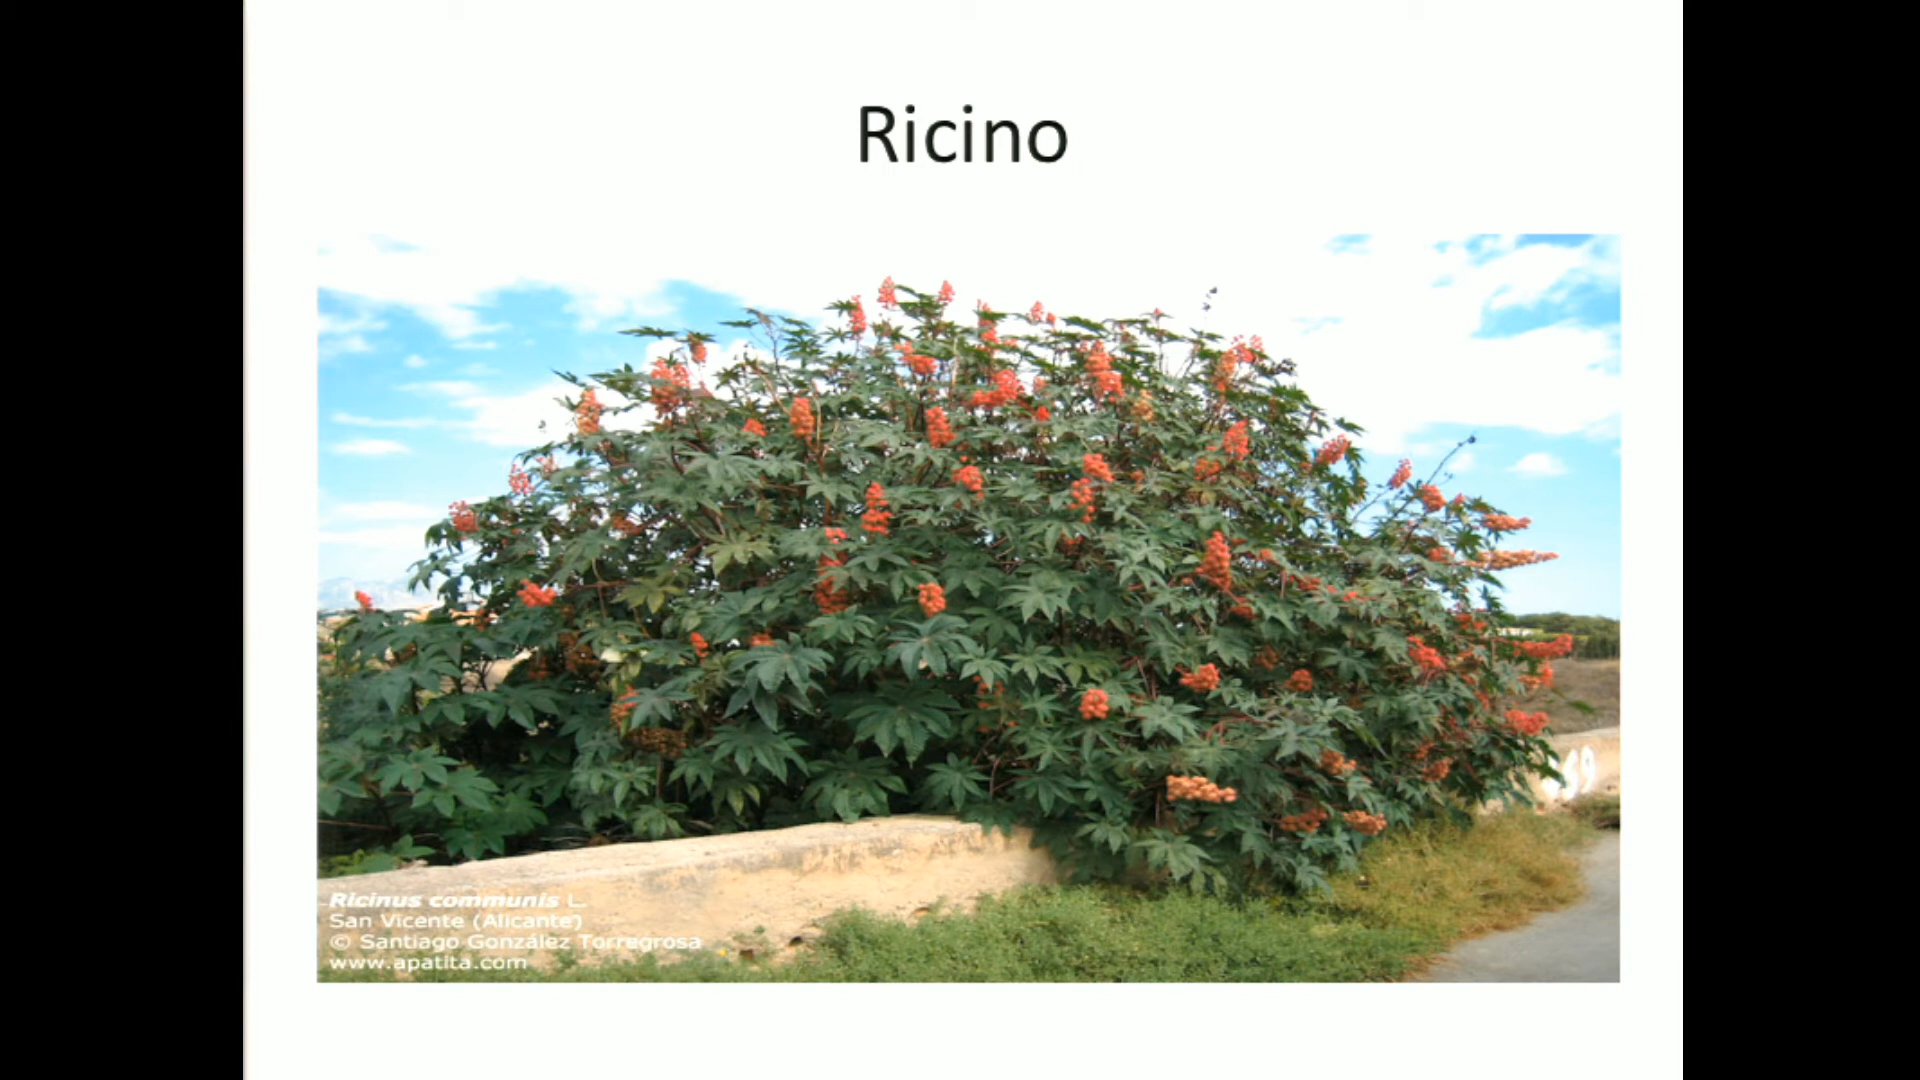 Ricino
Ricinus communis L.
San Vicente (Alicante)
© Santiago González Torregrosa
www.apatita.com